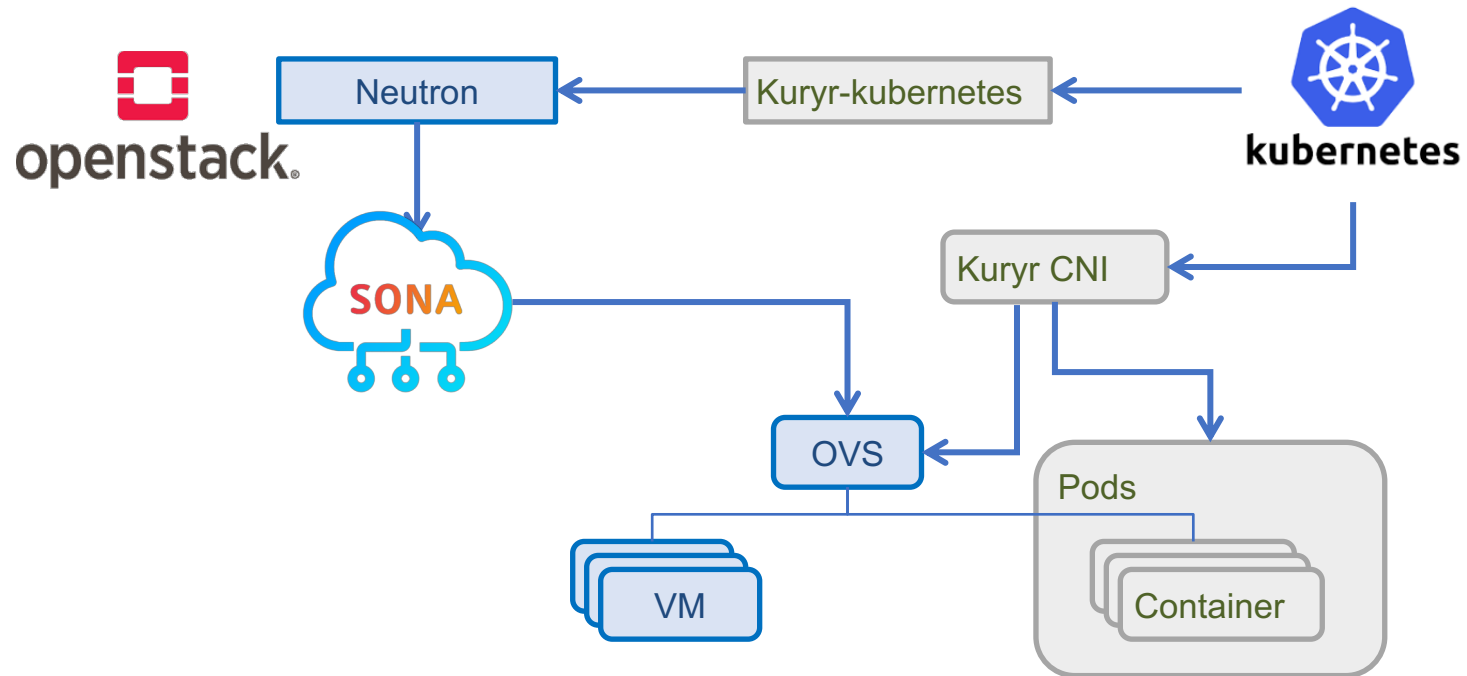 Neutron
Kuryr-kubernetes
openstack.®
kubernetes
SONA
Kuryr CNI
OVS
Pods
VM
Container